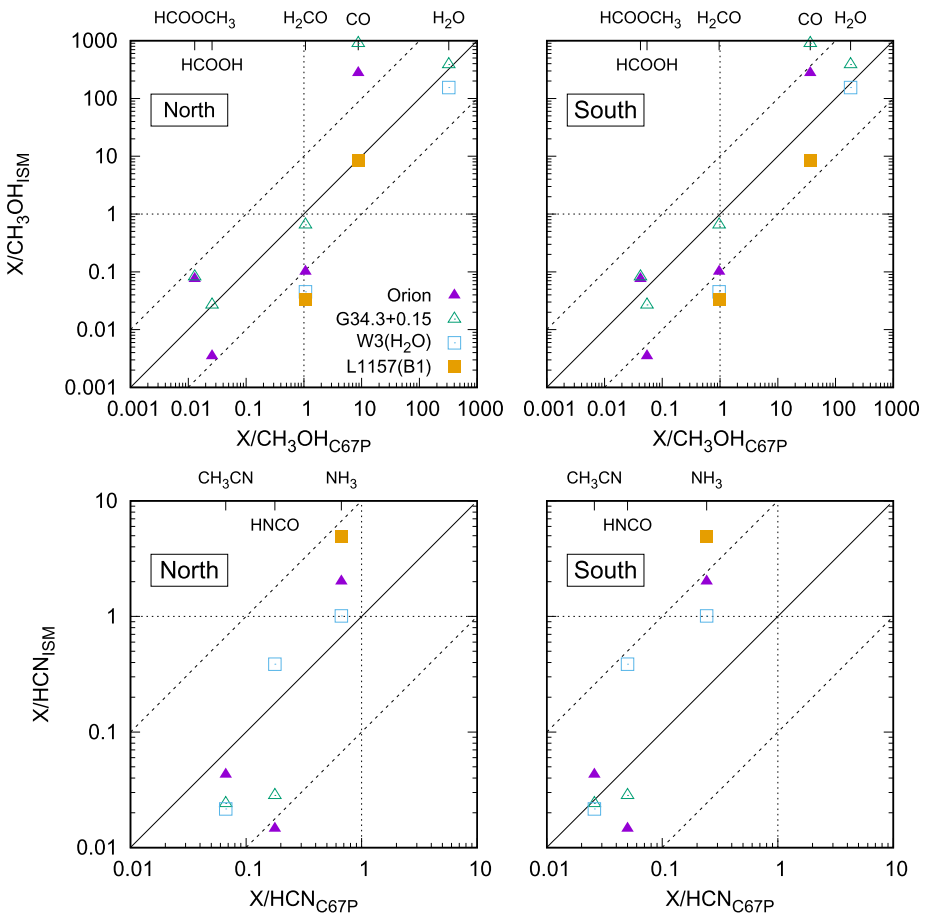 HCOOCH3 H2CO CO H2O
HCOOH
North
X/CH3OHISM
1000
100
10
1
0.1
0.01
0.001
Orion
G34.3+0.15
W3(H2O)
L1157(B1)
0.001 0.01 0.1 1 10 100 1000
X/CH3OHC67P
HCOOCH3 H2CO CO H2O
HCOOH
South
0.001 0.01 0.1 1 10 100 1000
X/CH3OHC67P
CH3CN NH3
HNCO
North
X/HCNISM
10
1
0.1
0.01
0.01 0.1 1 10
X/HCNC67P
CH3CN NH3
HNCO
South
0.01 0.1 1 10
X/HCNC67P